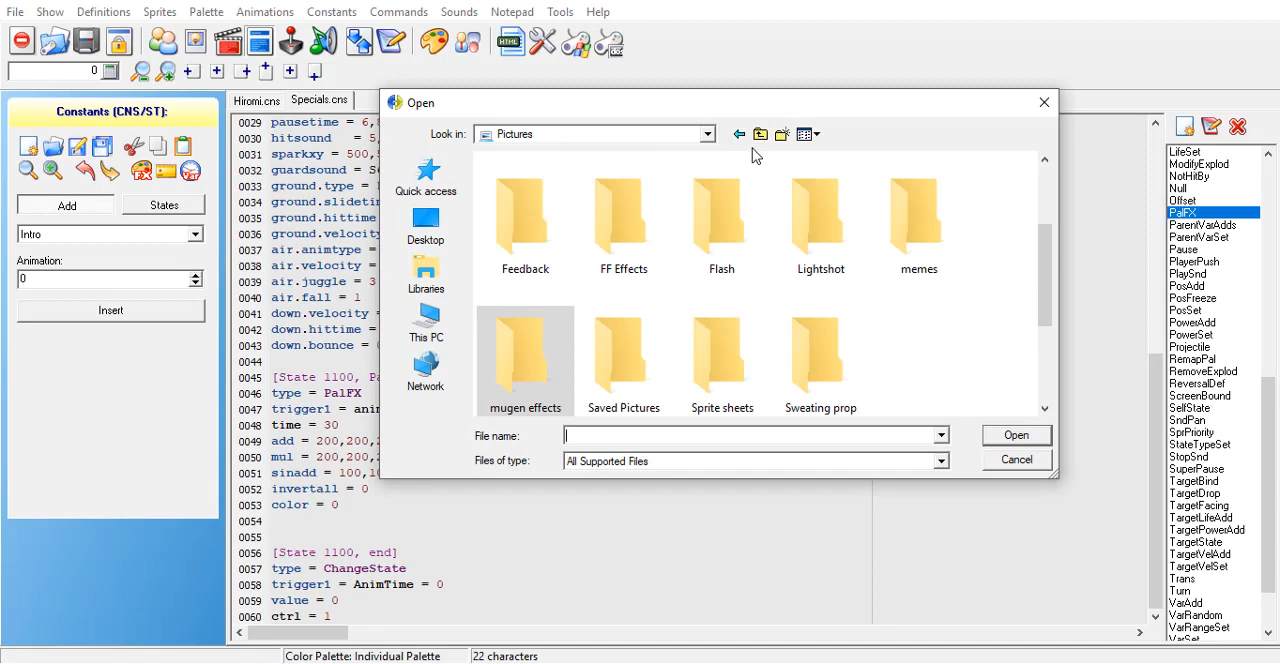 File Show Definitions Sprites Palette Animations Constants Commands Sounds Notepad Tools Help
HTML
0
Constants (CNS/ST):
Add States
Intro
Animation:
0
Insert
Hiromi.cns Specials.cns
0029 pausetime = 6,
0030 hitsound = 5,
0031 sparkxy = 500,
0032 guardsound =
0033 ground.type =
0034 ground.slidetim
0035 ground.hittime
0036 ground.velocity
0037 air.animtype =
0038 air.velocity =
0039 air.juggle = 3
0040 air.fall = 1
0041 down.velocity =
0042 down.hittime =
0043 down.bounce =
0044
0045 [State 1100, Pa
0046 type = PalFX
0047 trigger1 = anim
0048 time = 30
0049 add = 200,200,
0050 mul = 200,200,
0051 sinadd = 100,10
0052 invertall = 0
0053 color = 0
0054
0055
0056 [State 1100, end]
0057 type = ChangeState
0058 trigger1 = AnimTime = 0
0059 value = 0
0060 ctrl = 1
Open
Look in: Pictures
Quick access
Desktop
Libraries
This PC
Network
Feedback FF Effects Flash Lightshot memes
mugen effects Saved Pictures Sprite sheets Sweating prop
File name: Open
Files of type: All Supported Files Cancel
LifeSet
ModifyExplod
NotHitBy
Null
Offset
PalFX
ParentVarAdds
ParentVarSet
Pause
PlayerPush
PlaySnd
PosAdd
PosFreeze
PosSet
PowerAdd
PowerSet
Projectile
RemapPal
RemoveExplod
ReversalDef
ScreenBound
SelfState
SndPan
SprPriority
StateTypeSet
StopSnd
SuperPause
TargetBind
TargetDrop
TargetFacing
TargetLifeAdd
TargetPowerAdd
TargetState
TargetVelAdd
TargetVelSet
Trans
Turn
VarAdd
VarRandom
VarRangeSet
VarSet
Color Palette: Individual Palette 22 characters